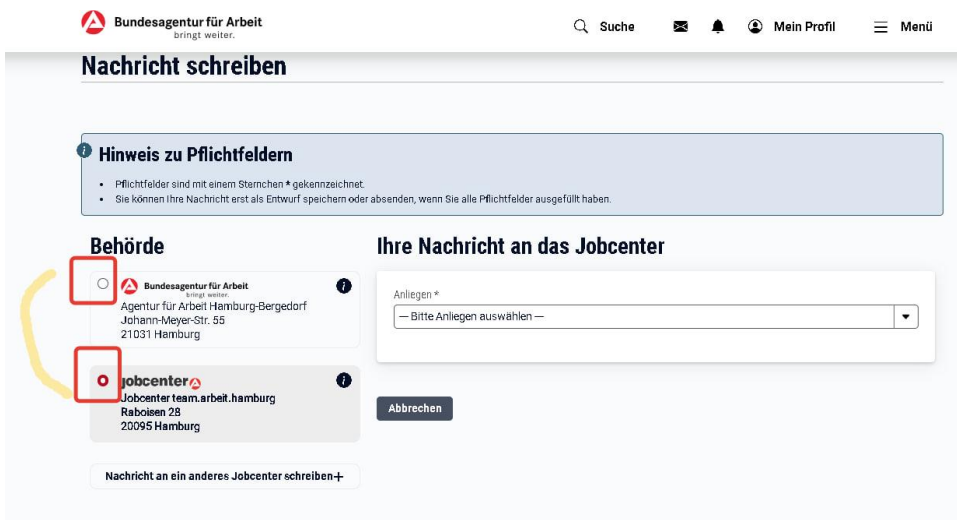 Bundesagentur für Arbeit
bringt weiter.
Suche
Mein Profil
Menü
Nachricht schreiben
Hinweis zu Pflichtfeldern
• Pflichtfelder sind mit einem Sternchen * gekennzeichnet.
• Sie können Ihre Nachricht erst als Entwurf speichern oder absenden, wenn Sie alle Pflichtfelder ausgefüllt haben.
Behörde
Bundesagentur für Arbeit
bringt weiter.
Agentur für Arbeit Hamburg-Bergedorf
Johann-Meyer-Str. 55
21031 Hamburg
jobcenter
Jobcenter team.arbeit.hamburg
Raboisen 28
20095 Hamburg
Nachricht an ein anderes Jobcenter schreiben+
Ihre Nachricht an das Jobcenter
Anliegen *
— Bitte Anliegen auswählen —
Abbrechen